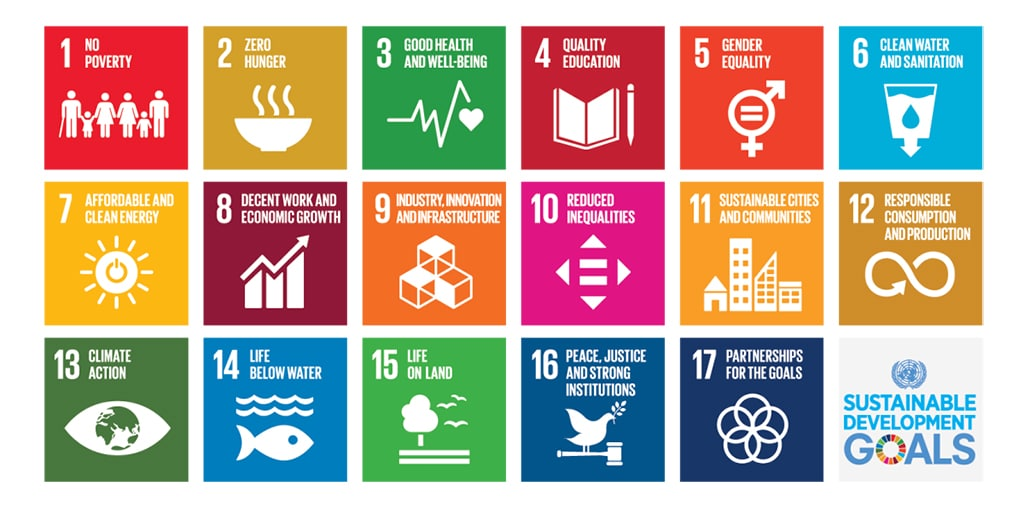 1 NO
POVERTY
2 ZERO
HUNGER
3 GOOD HEALTH
AND WELL-BEING
4 QUALITY
EDUCATION
5 GENDER
EQUALITY
6 CLEAN WATER
AND SANITATION
7 AFFORDABLE AND
CLEAN ENERGY
8 DECENT WORK AND
ECONOMIC GROWTH
9 INDUSTRY, INNOVATION
AND INFRASTRUCTURE
10 REDUCED
INEQUALITIES
11 SUSTAINABLE CITIES
AND COMMUNITIES
12 RESPONSIBLE
CONSUMPTION
AND PRODUCTION
13 CLIMATE
ACTION
14 LIFE
BELOW WATER
15 LIFE
ON LAND
16 PEACE, JUSTICE
AND STRONG
INSTITUTIONS
17 PARTNERSHIPS
FOR THE GOALS
SUSTAINABLE
DEVELOPMENT
GOALS